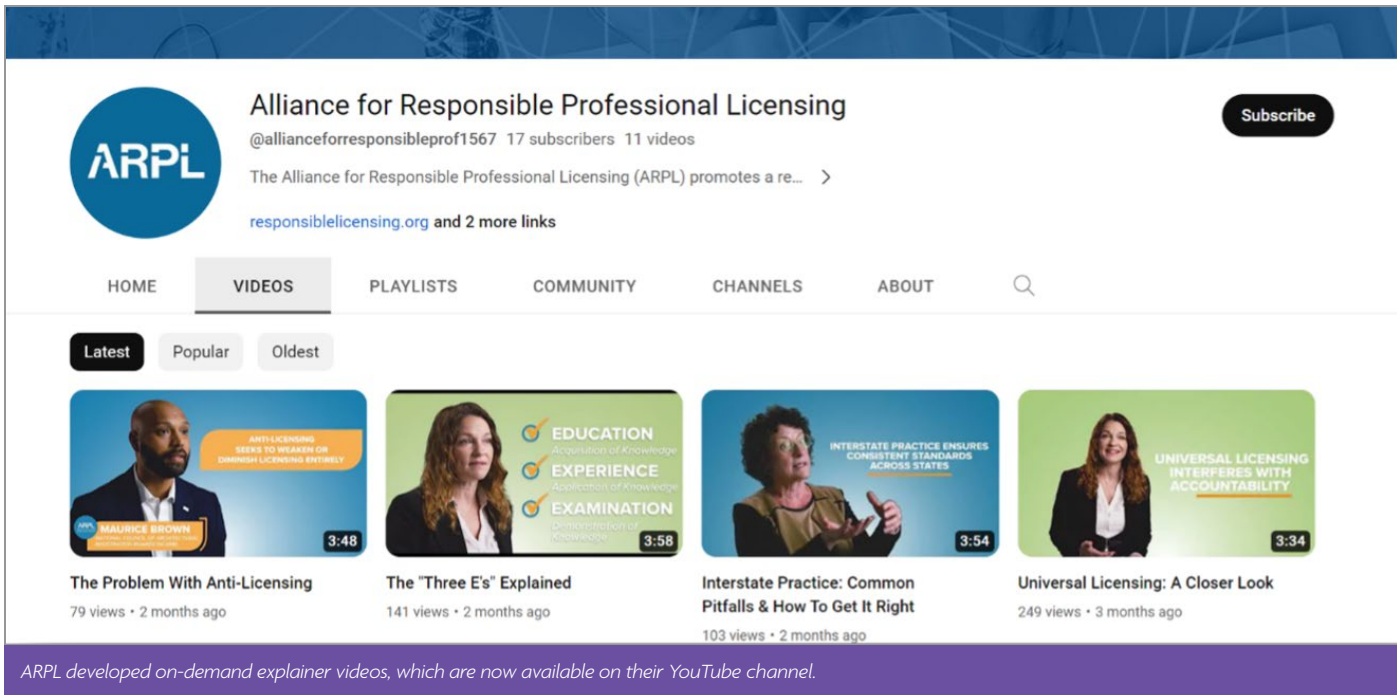 ARPL
Alliance for Responsible Professional Licensing
@allianceforresponsibleprof1567 17 subscribers 11 videos
The Alliance for Responsible Professional Licensing (ARPL) promotes a re...
responsiblelicensing.org and 2 more links
Subscribe
HOME VIDEOS PLAYLISTS COMMUNITY CHANNELS ABOUT
Latest Popular Oldest
ANTI-LICENSING
SEEKS TO WEAKEN OR
DIMINISH LICENSING ENTIRELY
ARPL
MAURICE BROWN
NATIONAL COUNCIL OF ARCHITECTURAL
REGISTRATION BOARDS
3:48
The Problem With Anti-Licensing
79 views • 2 months ago
EDUCATION
Acquisition of Knowledge
EXPERIENCE
Application of Knowledge
EXAMINATION
Demonstration of
Knowledge
3:58
The "Three E's" Explained
141 views • 2 months ago
INTERSTATE PRACTICE ENSURES
CONSISTENT STANDARDS
ACROSS STATES
3:54
Interstate Practice: Common
Pitfalls & How To Get It Right
103 views • 2 months ago
UNIVERSAL LICENSING
INTERFERES WITH
ACCOUNTABILITY
3:34
Universal Licensing: A Closer Look
249 views • 3 months ago
ARPL developed on-demand explainer videos, which are now available on their YouTube channel.